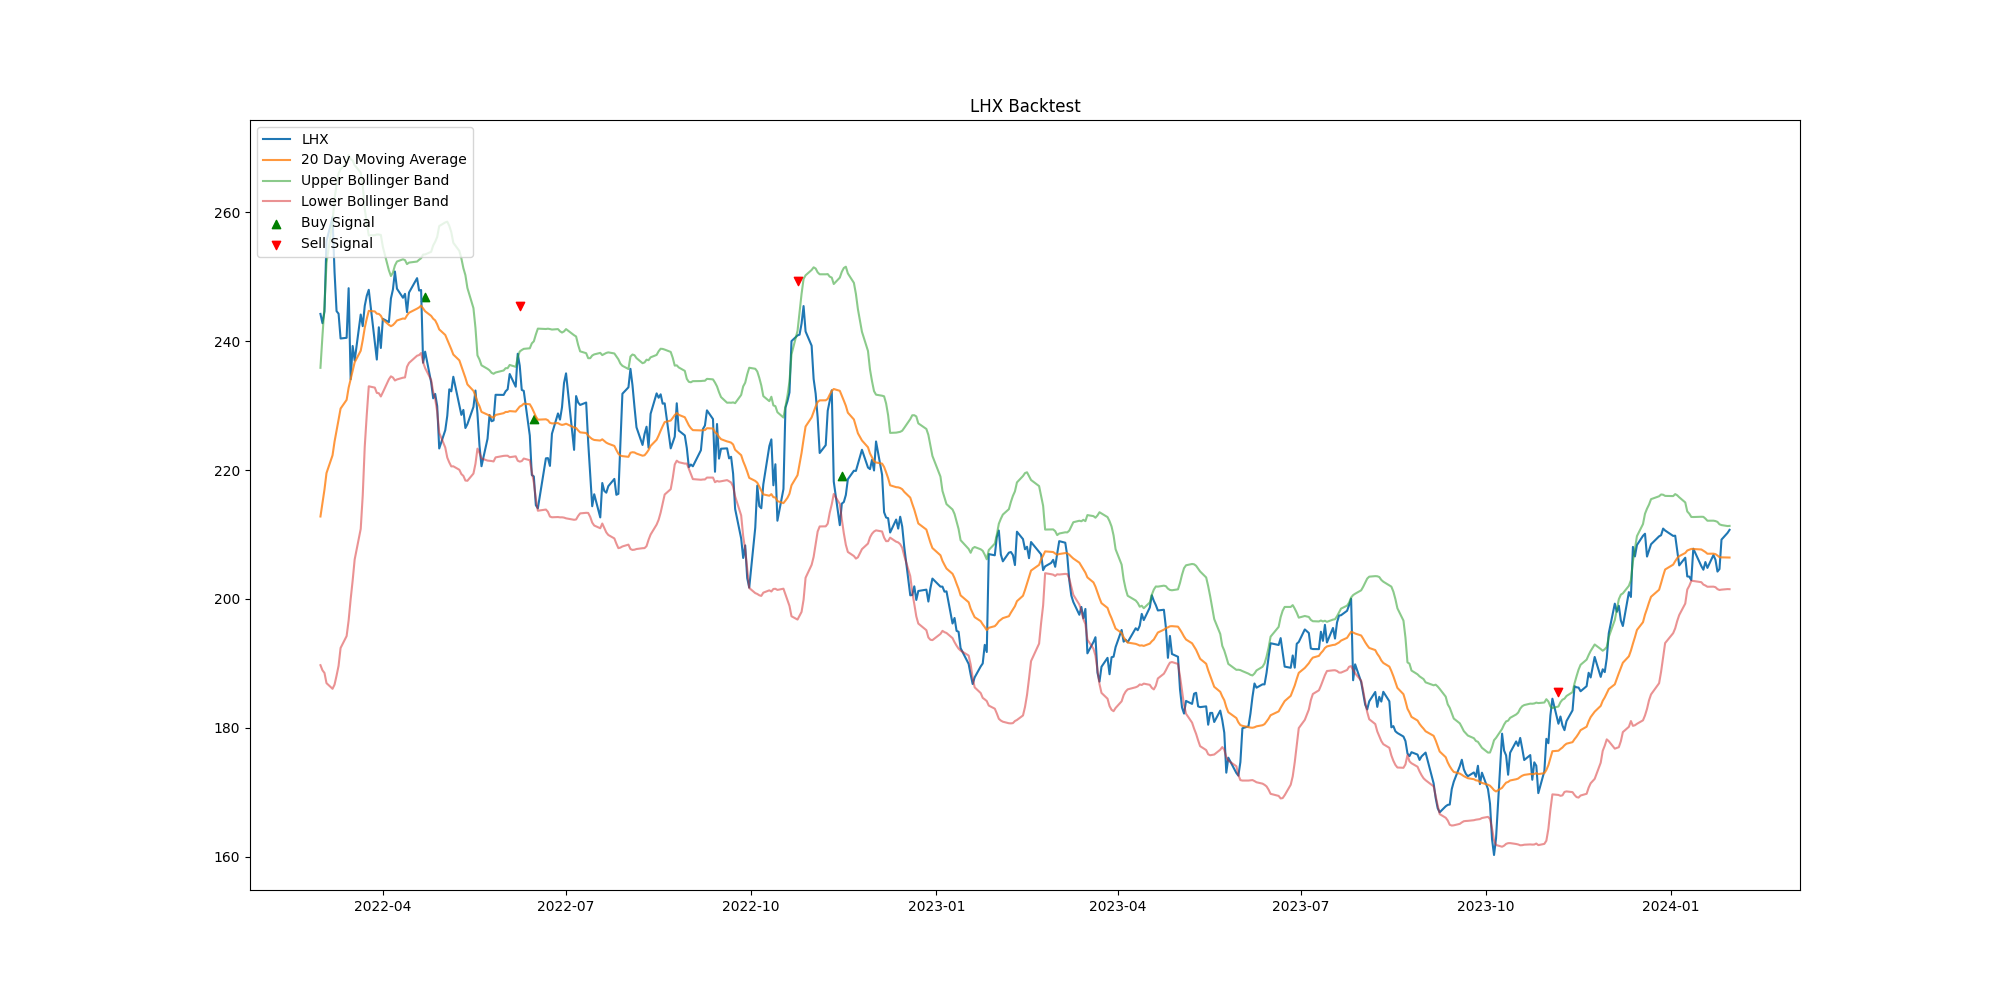 LHX Backtest
LHX
20 Day Moving Average
Upper Bollinger Band
Lower Bollinger Band
Buy Signal
Sell Signal
260
240
220
200
180
160
2022-04 2022-07 2022-10 2023-01 2023-04 2023-07 2023-10 2024-01